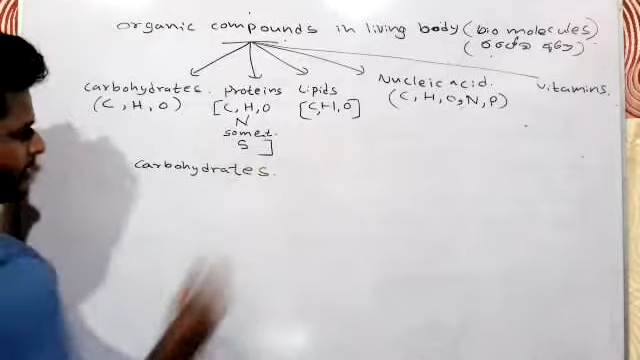 organic compounds in living body (bio molecules)
carbohydrates. proteins Lipids Nucleic acid. vitamins.
(C, H, O) [C, H, O [C, H, O] (C, H, O, N, P)
N
somet.
S ]
carbohydrates.